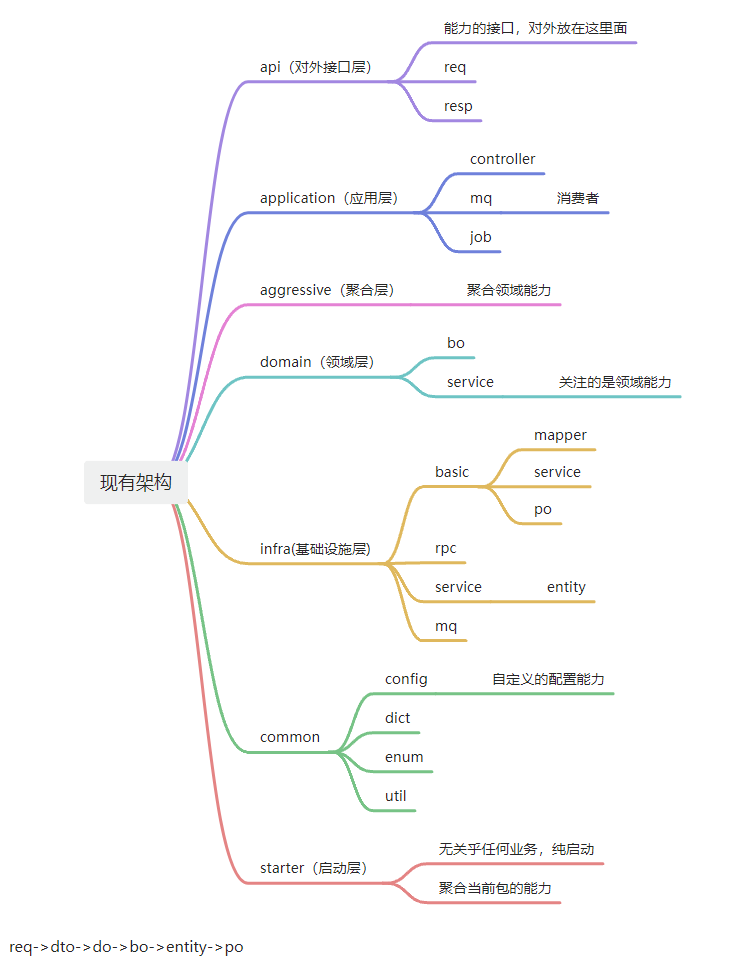 现有架构
api（对外接口层）
能力的接口，对外放在这里面
req
resp
application（应用层）
controller
mq
消费者
job
aggressive（聚合层）
聚合领域能力
domain（领域层）
bo
service
关注的是领域能力
infra(基础设施层)
basic
mapper
service
po
rpc
service
entity
mq
common
config
自定义的配置能力
dict
enum
util
starter（启动层）
无关乎任何业务，纯启动
聚合当前包的能力
req->dto->do->bo->entity->po